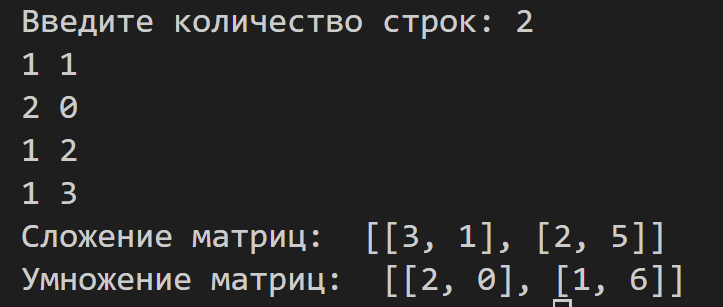 Введите количество строк: 2
1 1
2 0
1 2
1 3
Сложение матриц:  [[3, 1], [2, 5]]
Умножение матриц:  [[2, 0], [1, 6]]